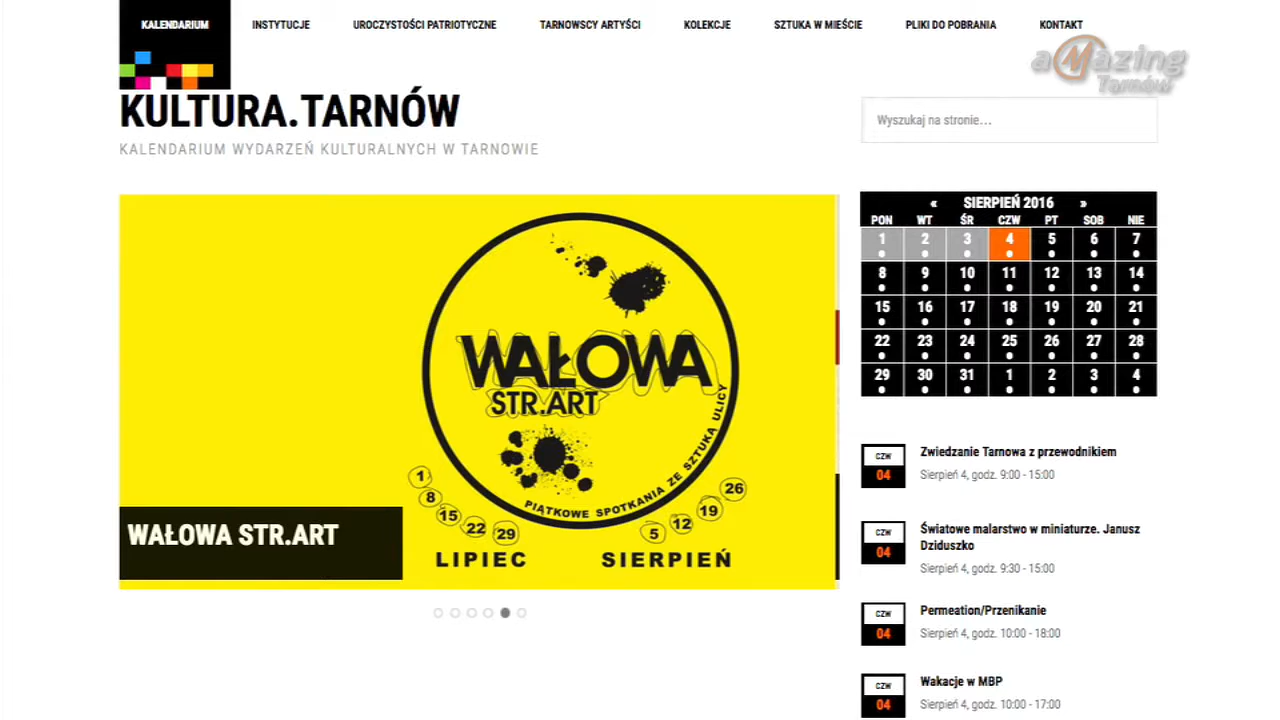 KALENDARIUM INSTYTUCJE UROCZYSTOŚCI PATRIOTYCZNE TARNOWSCY ARTYŚCI KOLEKCJE SZTUKA W MIEŚCIE PLIKI DO POBRANIA KONTAKT
aMazing
Tarnów
KULTURA.TARNÓW
KALENDARIUM WYDARZEŃ KULTURALNYCH W TARNOWIE
Wyszukaj na stronie...
WAŁOWA
STR.ART
PIĄTKOWE SPOTKANIA ZE SZTUKĄ ULICY
1 8 15 22 29
LIPIEC
5 12 19 26
SIERPIEŃ
WAŁOWA STR.ART
« SIERPIEŃ 2016 »
PON WT ŚR CZW PT SOB NIE
1 2 3 4 5 6 7
8 9 10 11 12 13 14
15 16 17 18 19 20 21
22 23 24 25 26 27 28
29 30 31 1 2 3 4
CZW
04
Zwiedzanie Tarnowa z przewodnikiem
Sierpień 4, godz. 9:00 - 15:00
CZW
04
Światowe malarstwo w miniaturze. Janusz
Dziduszko
Sierpień 4, godz. 9:30 - 15:00
CZW
04
Permeation/Przenikanie
Sierpień 4, godz. 10:00 - 18:00
CZW
04
Wakacje w MBP
Sierpień 4, godz. 10:00 - 17:00